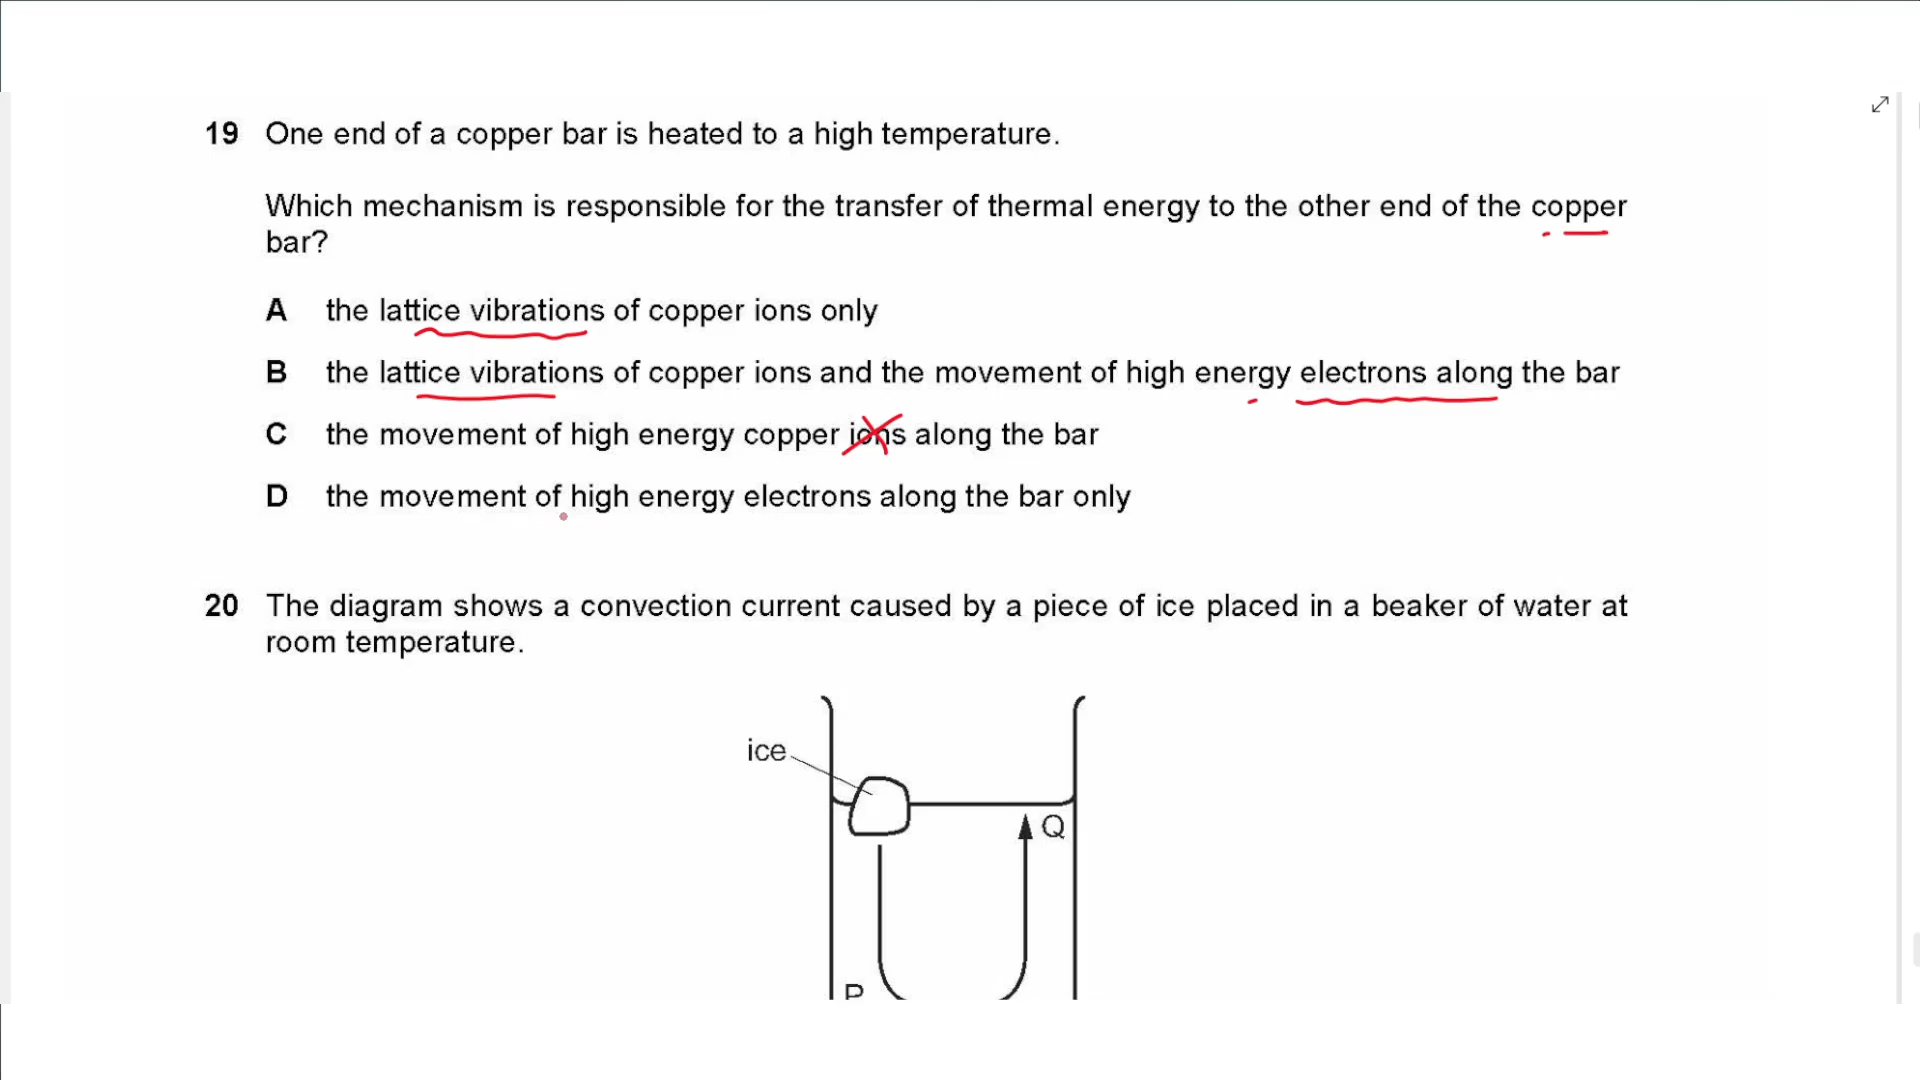 19 One end of a copper bar is heated to a high temperature.
Which mechanism is responsible for the transfer of thermal energy to the other end of the copper
bar?
A the lattice vibrations of copper ions only
B the lattice vibrations of copper ions and the movement of high energy electrons along the bar
C the movement of high energy copper ions along the bar
D the movement of high energy electrons along the bar only
20 The diagram shows a convection current caused by a piece of ice placed in a beaker of water at
room temperature.
ice
Q
P